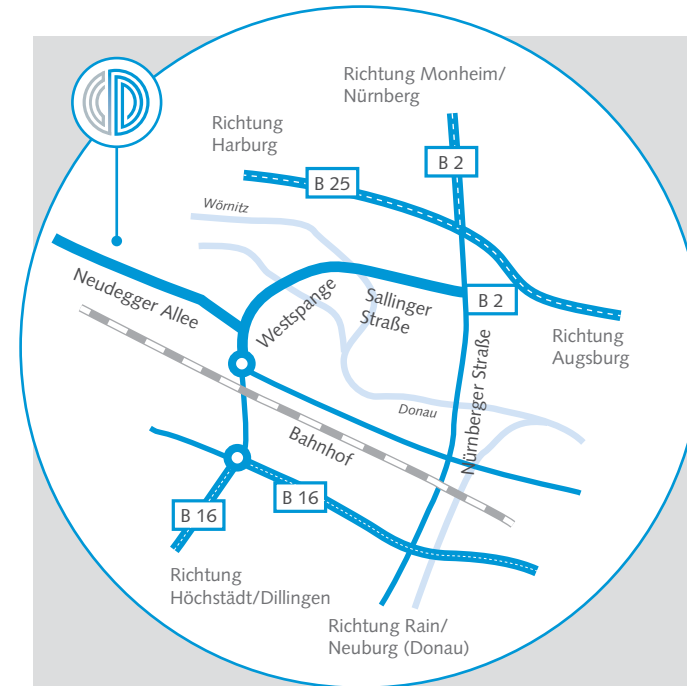 Richtung Monheim/
Nürnberg
Richtung
Harburg
B 2
B 25
Wörnitz
Neudegger Allee
Westspange
Sallinger
Straße
B 2
Richtung
Augsburg
Nürnberger Straße
Donau
Bahnhof
B 16
B 16
Richtung
Höchstädt/Dillingen
Richtung Rain/
Neuburg (Donau)